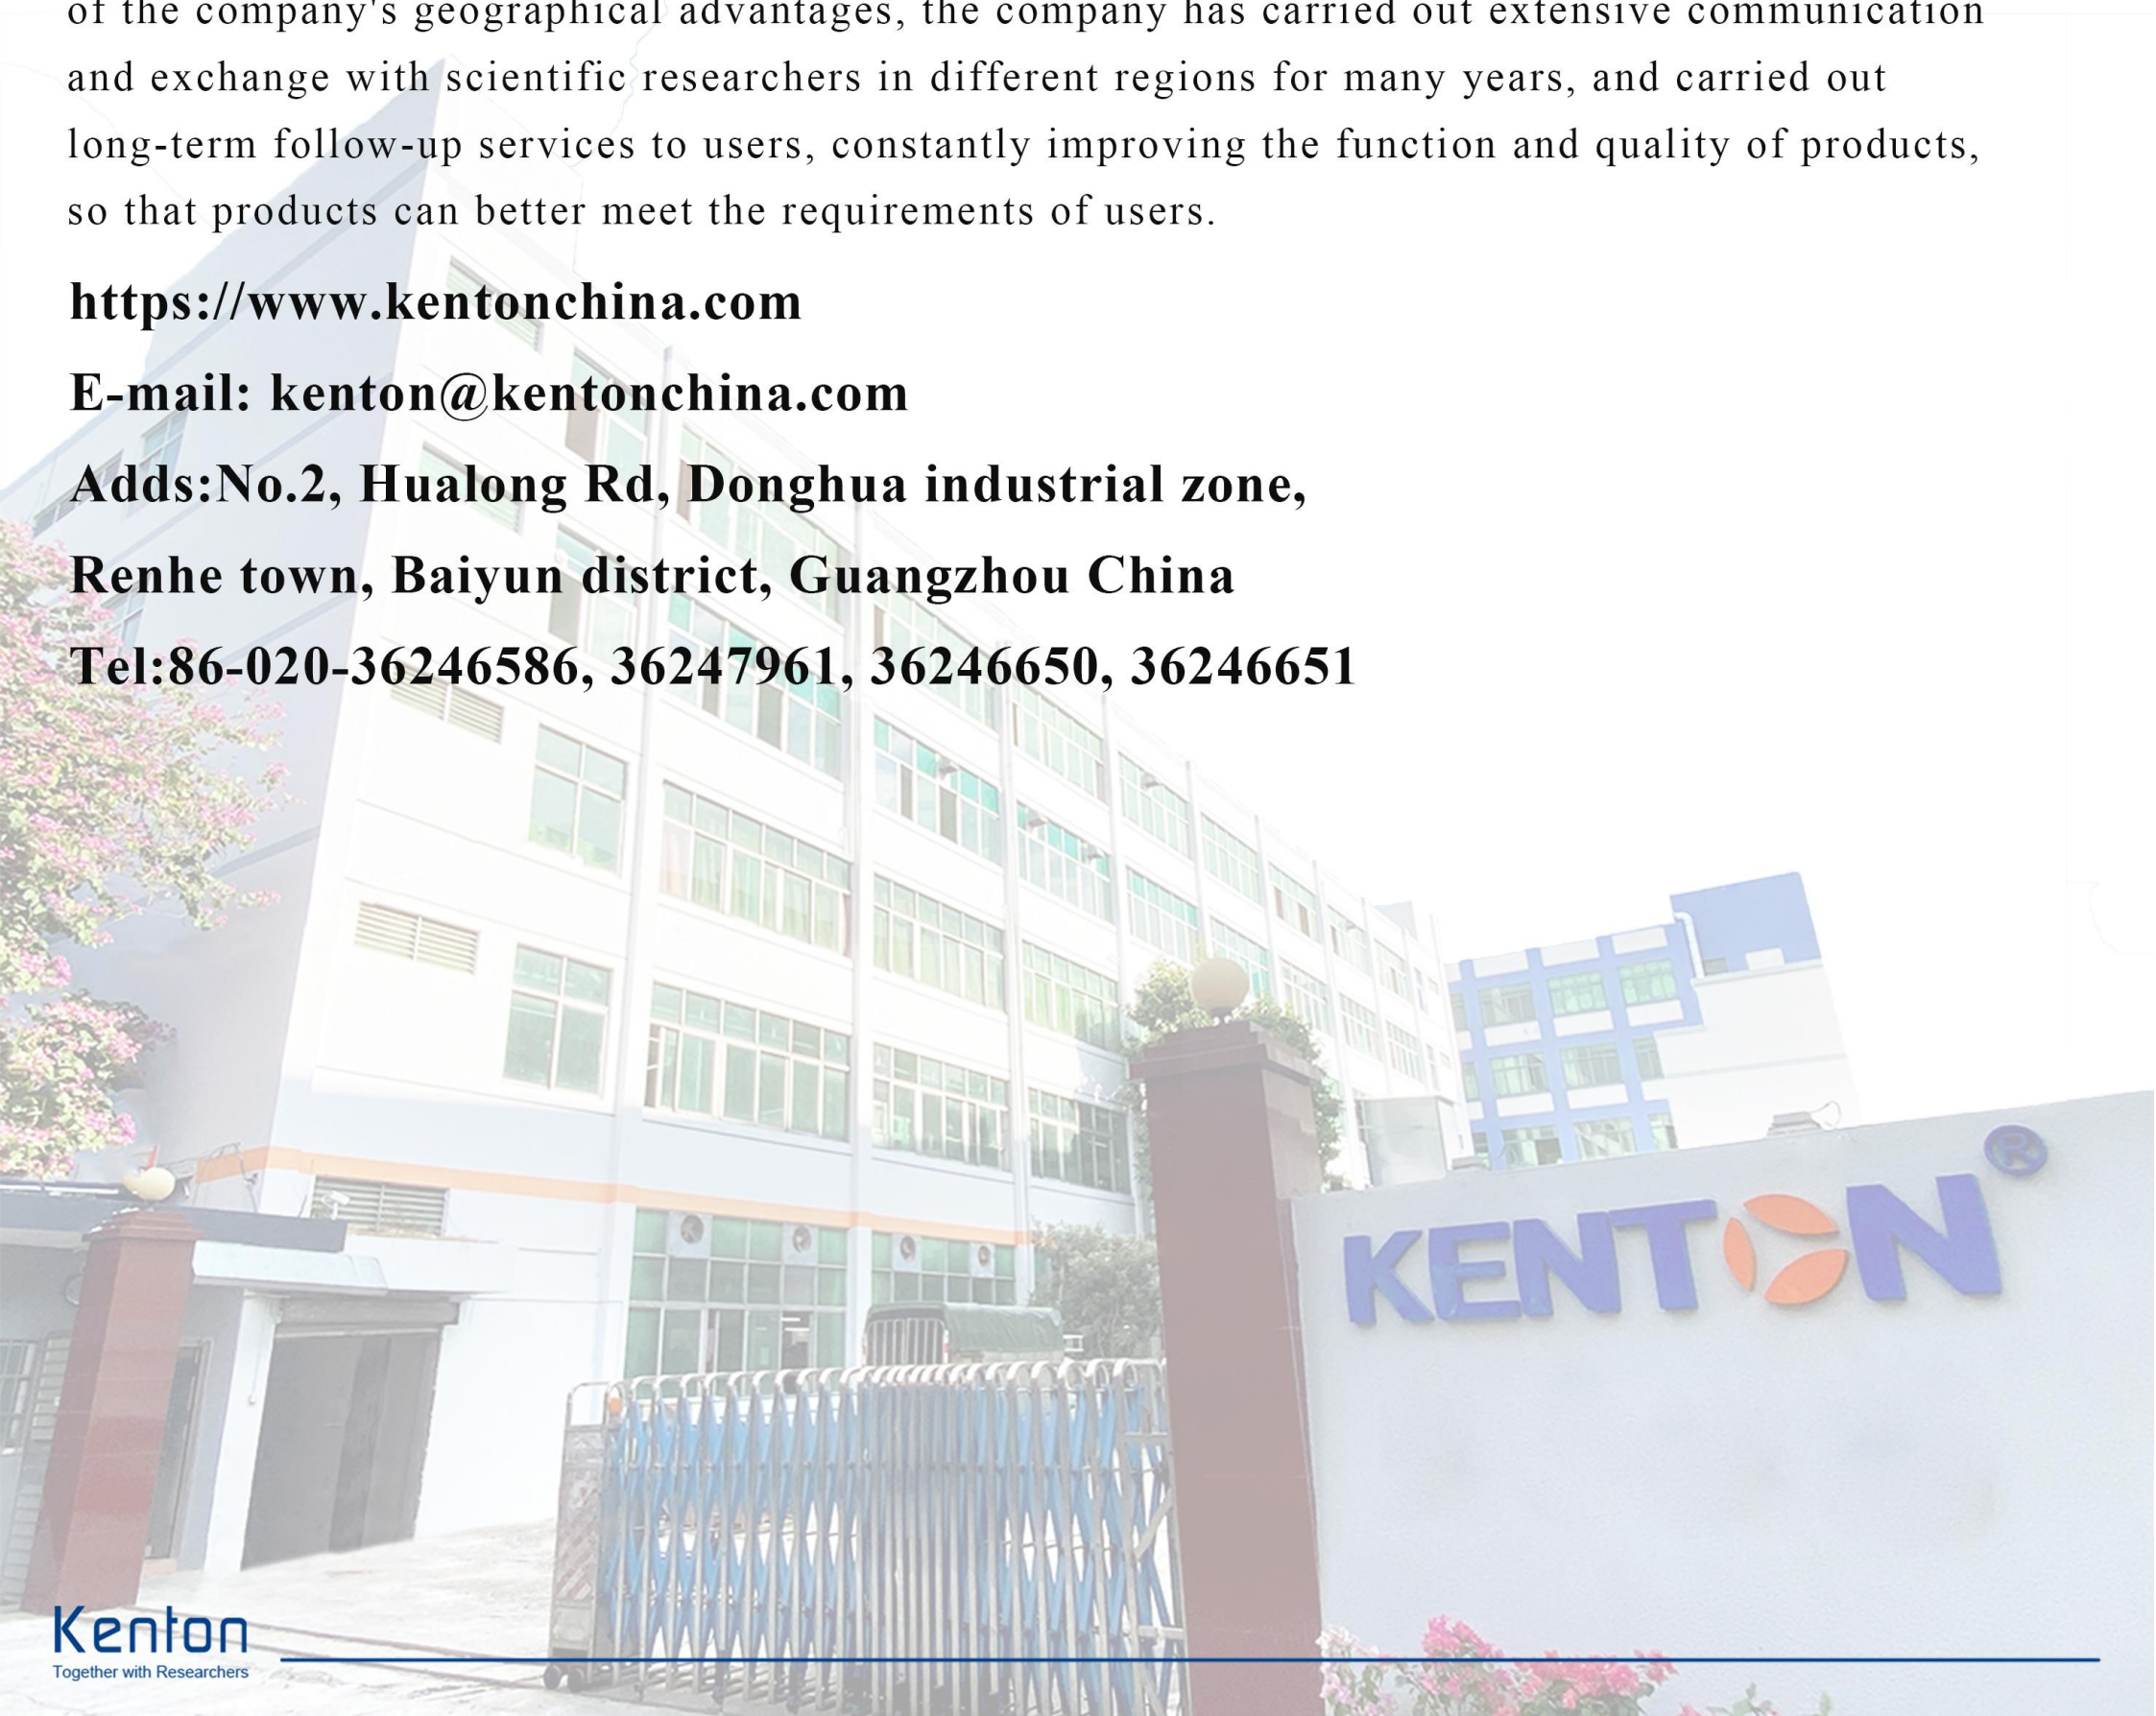 of the company's geographical advantages, the company has carried out extensive communication
and exchange with scientific researchers in different regions for many years, and carried out
long-term follow-up services to users, constantly improving the function and quality of products,
so that products can better meet the requirements of users.
https://www.kentonchina.com
E-mail: kenton@kentonchina.com
Adds:No.2, Hualong Rd, Donghua industrial zone,
Renhe town, Baiyun district, Guangzhou China
Tel:86-020-36246586, 36247961, 36246650, 36246651
KENTON®
Kenton
Together with Researchers